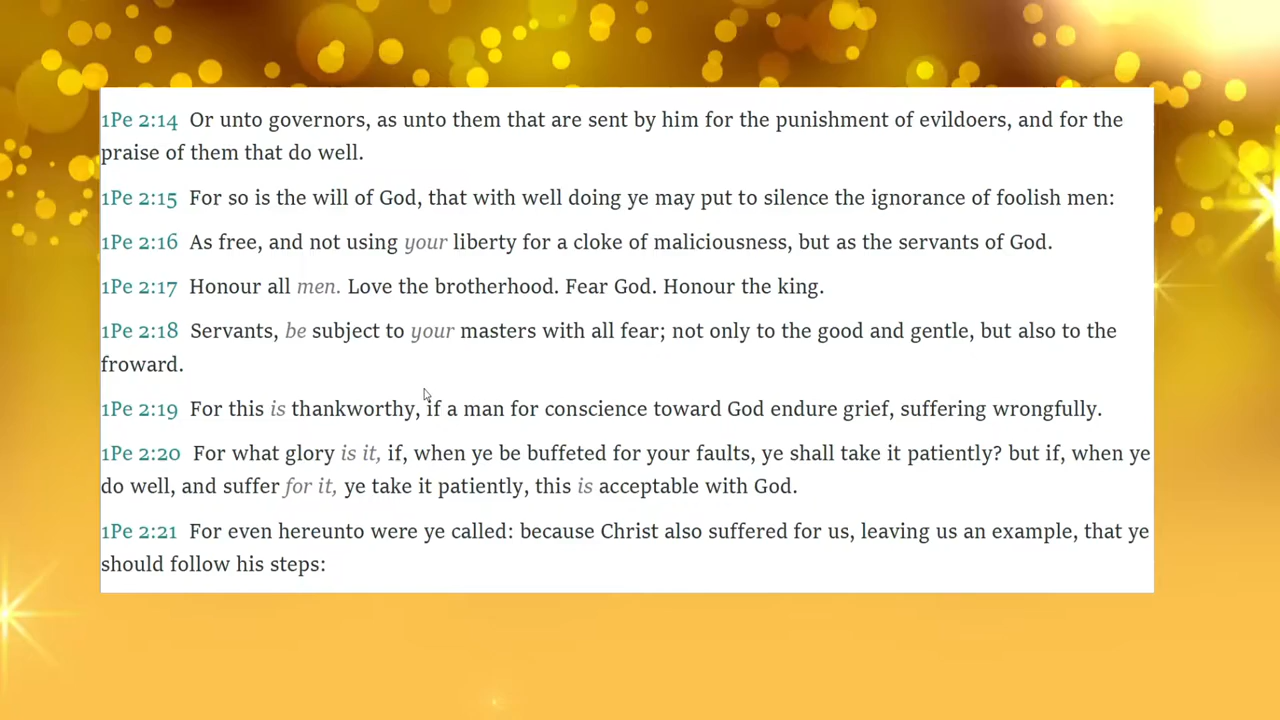 1Pe 2:14 Or unto governors, as unto them that are sent by him for the punishment of evildoers, and for the
praise of them that do well.
1Pe 2:15 For so is the will of God, that with well doing ye may put to silence the ignorance of foolish men:
1Pe 2:16 As free, and not using your liberty for a cloke of maliciousness, but as the servants of God.
1Pe 2:17 Honour all men. Love the brotherhood. Fear God. Honour the king.
1Pe 2:18 Servants, be subject to your masters with all fear; not only to the good and gentle, but also to the
froward.
1Pe 2:19 For this is thankworthy, if a man for conscience toward God endure grief, suffering wrongfully.
1Pe 2:20 For what glory is it, if, when ye be buffeted for your faults, ye shall take it patiently? but if, when ye
do well, and suffer for it, ye take it patiently, this is acceptable with God.
1Pe 2:21 For even hereunto were ye called: because Christ also suffered for us, leaving us an example, that ye
should follow his steps: